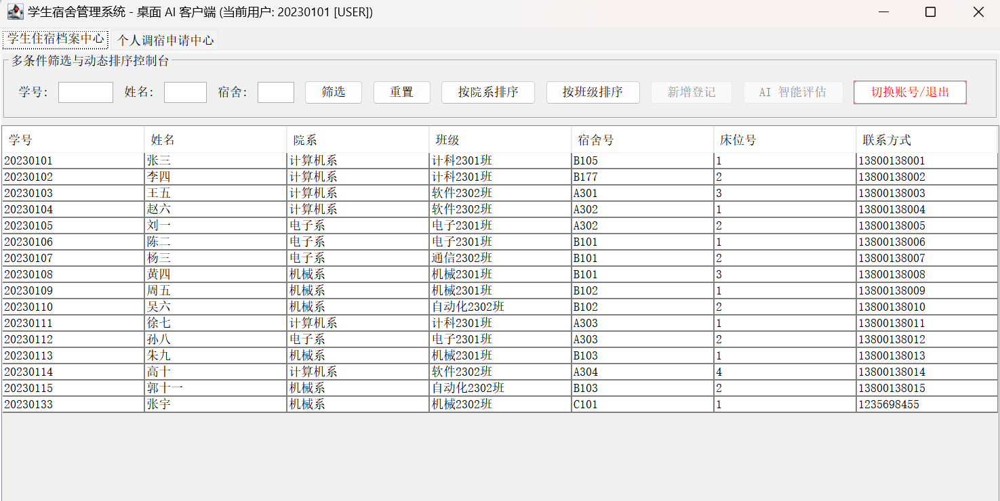 学生宿舍管理系统 - 桌面 AI 客户端 (当前用户: 20230101 [USER])
学生住宿档案中心 个人调宿申请中心
多条件筛选与动态排序控制台
学号: 姓名: 宿舍: 筛选 重置 按院系排序 按班级排序 新增登记 AI 智能评估 切换账号/退出
学号 姓名 院系 班级 宿舍号 床位号 联系方式
20230101 张三 计算机系 计科2301班 B105 1 13800138001
20230102 李四 计算机系 计科2301班 B177 2 13800138002
20230103 王五 计算机系 软件2302班 A301 3 13800138003
20230104 赵六 计算机系 软件2302班 A302 1 13800138004
20230105 刘一 电子系 电子2301班 A302 2 13800138005
20230106 陈二 电子系 电子2301班 B101 1 13800138006
20230107 杨三 电子系 通信2302班 B101 2 13800138007
20230108 黄四 机械系 机械2301班 B101 3 13800138008
20230109 周五 机械系 机械2301班 B102 1 13800138009
20230110 吴六 机械系 自动化2302班 B102 2 13800138010
20230111 徐七 计算机系 计科2301班 A303 1 13800138011
20230112 孙八 电子系 电子2301班 A303 2 13800138012
20230113 朱九 机械系 机械2301班 B103 1 13800138013
20230114 高十 计算机系 软件2302班 A304 4 13800138014
20230115 郭十一 机械系 自动化2302班 B103 2 13800138015
20230133 张宇 机械系 机械2302班 C101 1 1235698455